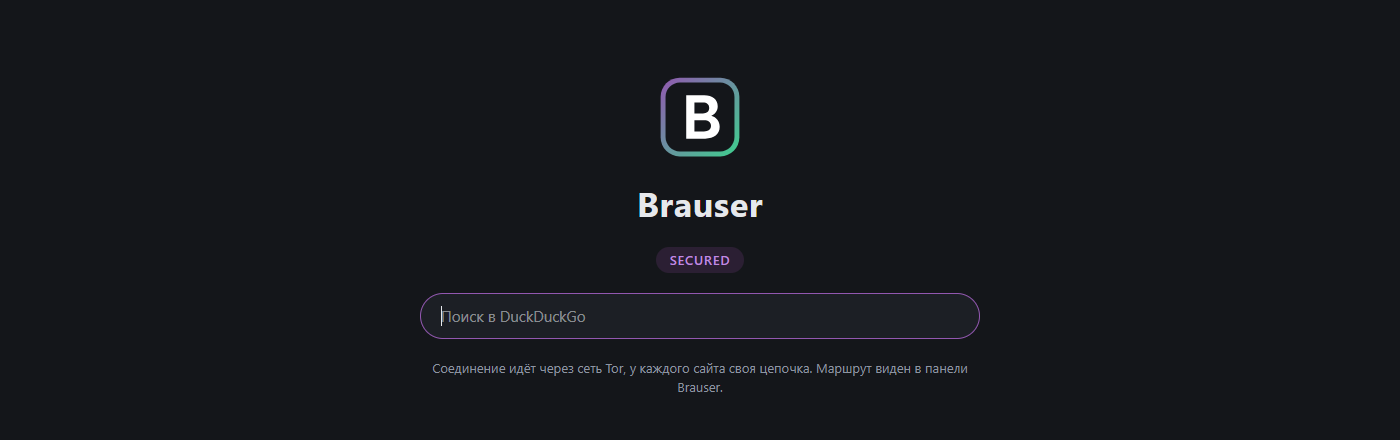 B
Brauser
SECURED
Поиск в DuckDuckGo
Соединение идёт через сеть Tor, у каждого сайта своя цепочка. Маршрут виден в панели
Brauser.